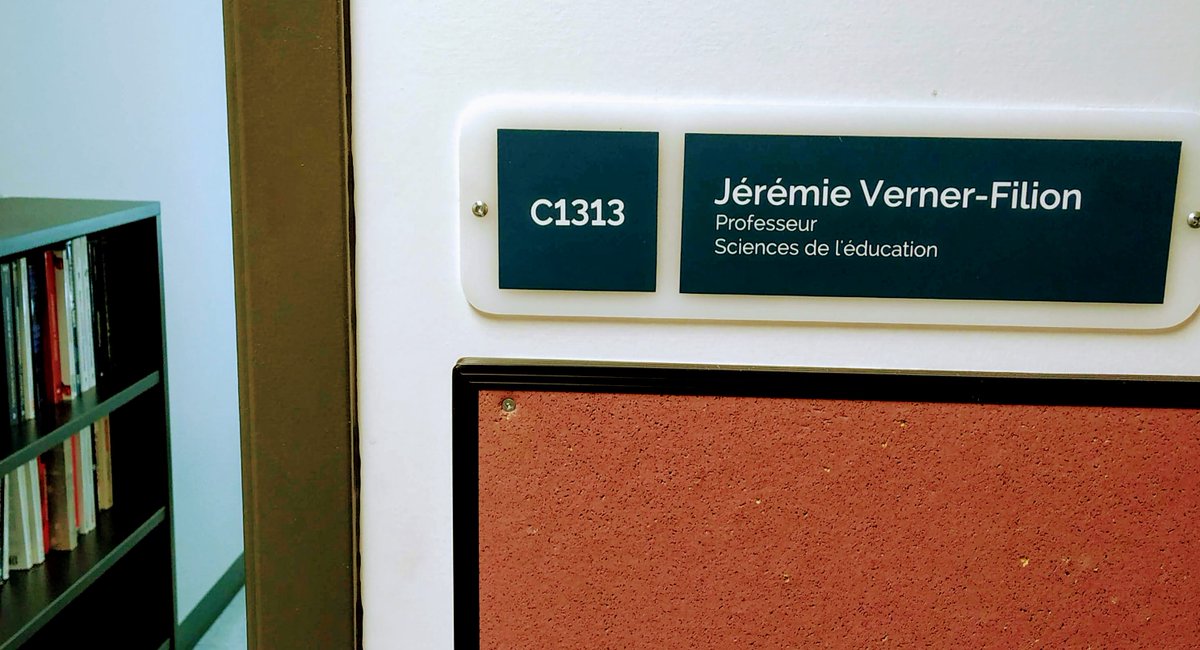 C1313
Jérémie Verner-Filion
Professeur
Sciences de l'éducation